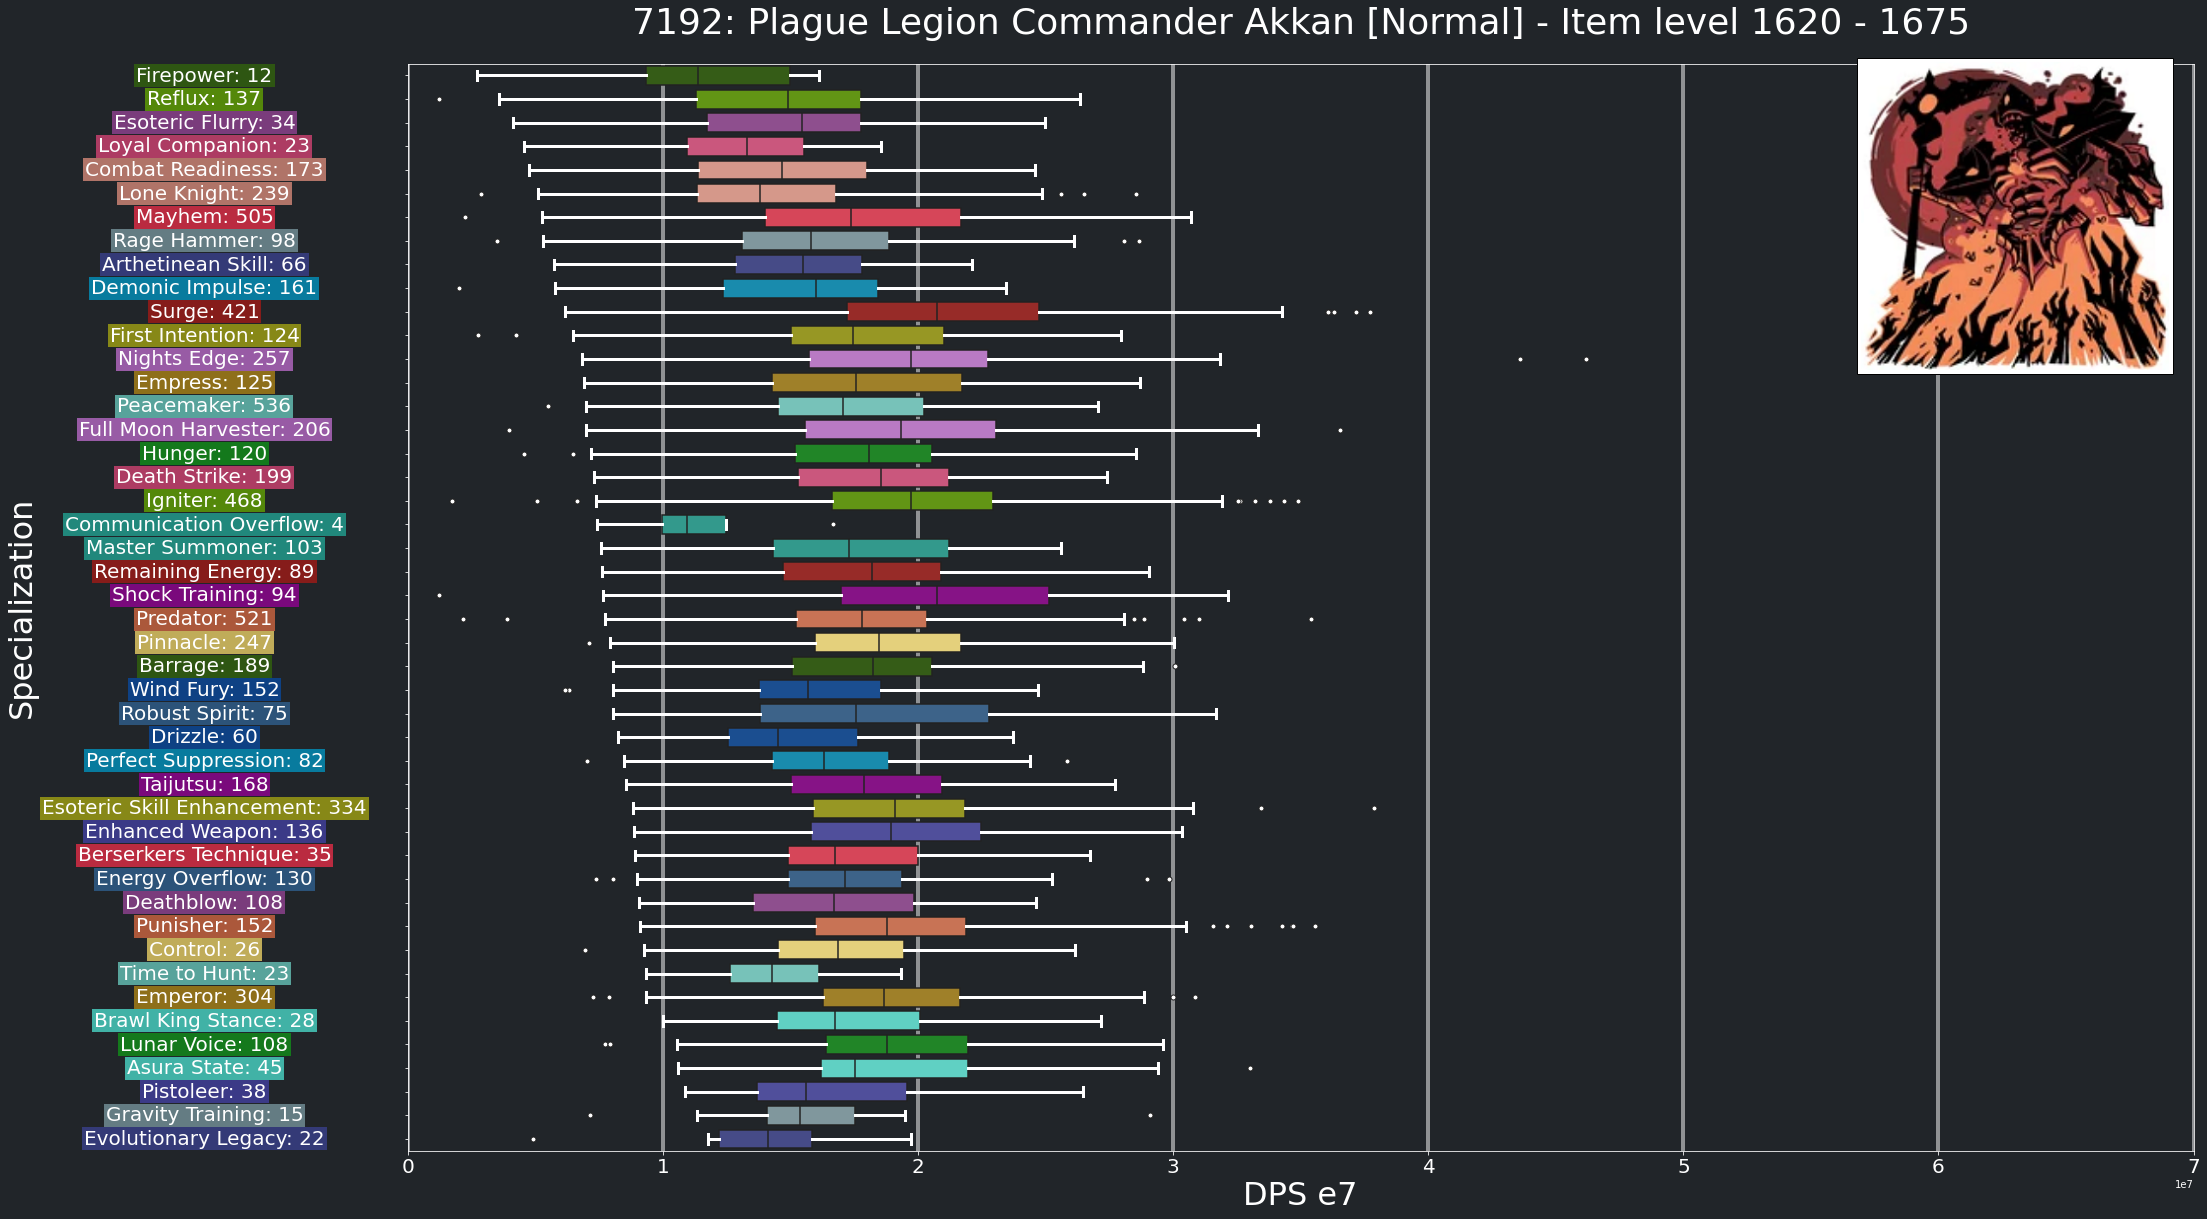 7192: Plague Legion Commander Akkan [Normal] - Item level 1620 - 1675
Specialization
Firepower: 12
Reflux: 137
Esoteric Flurry: 34
Loyal Companion: 23
Combat Readiness: 173
Lone Knight: 239
Mayhem: 505
Rage Hammer: 98
Arthetinean Skill: 66
Demonic Impulse: 161
Surge: 421
First Intention: 124
Nights Edge: 257
Empress: 125
Peacemaker: 536
Full Moon Harvester: 206
Hunger: 120
Death Strike: 199
Igniter: 468
Communication Overflow: 4
Master Summoner: 103
Remaining Energy: 89
Shock Training: 94
Predator: 521
Pinnacle: 247
Barrage: 189
Wind Fury: 152
Robust Spirit: 75
Drizzle: 60
Perfect Suppression: 82
Taijutsu: 168
Esoteric Skill Enhancement: 334
Enhanced Weapon: 136
Berserkers Technique: 35
Energy Overflow: 130
Deathblow: 108
Punisher: 152
Control: 26
Time to Hunt: 23
Emperor: 304
Brawl King Stance: 28
Lunar Voice: 108
Asura State: 45
Pistoleer: 38
Gravity Training: 15
Evolutionary Legacy: 22
0 1 2 3 4 5 6 7
1e7
DPS e7